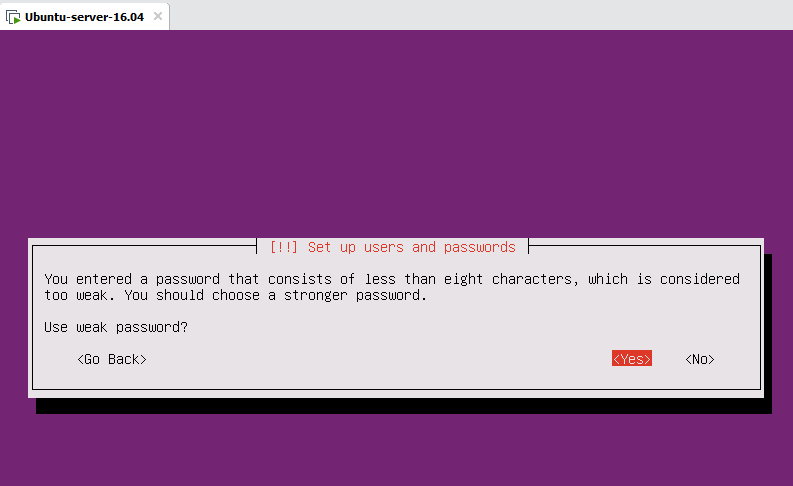 Ubuntu-server-16.04
[!!] Set up users and passwords
You entered a password that consists of less than eight characters, which is considered
too weak. You should choose a stronger password.
Use weak password?
<Go Back> <Yes> <No>